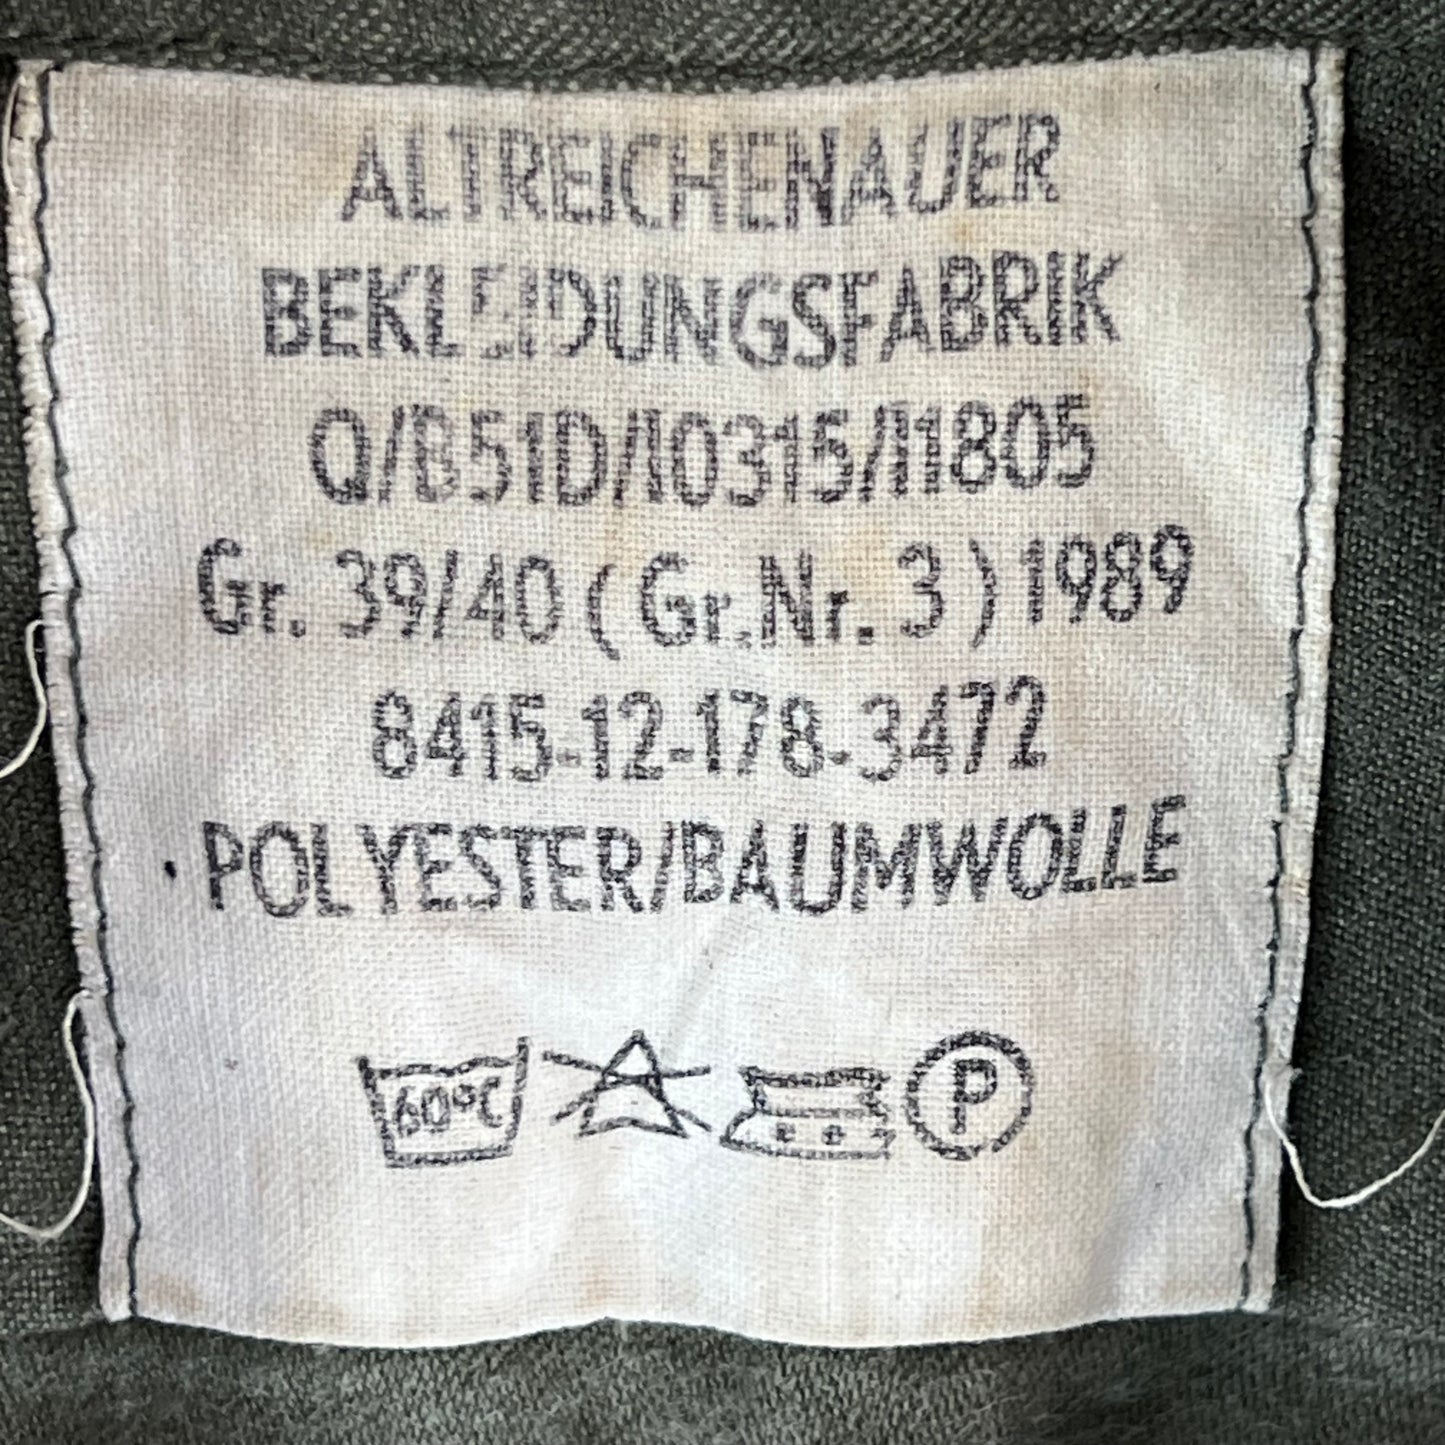 ALTREICHENAUER
BEKLEIDUNGSFABRIK
Q/B51D/I0315/I1805
Gr. 39/40 ( Gr.Nr. 3 ) 1989
8415-12-178-3472
POLYESTER/BAUMWOLLE
60°C P